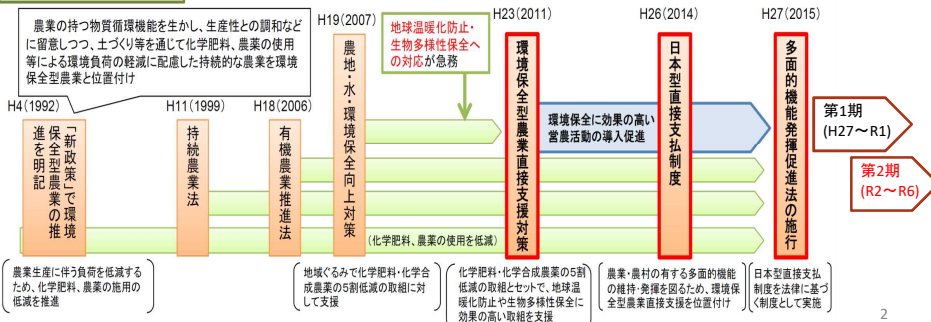 農業の持つ物質循環機能を生かし、生産性との調和など
に留意しつつ、土づくり等を通じて化学肥料、農薬の使用
等による環境負荷の軽減に配慮した持続的な農業を環境
保全型農業と位置付け
H4(1992)
H11(1999)
H18(2006)
H19(2007)
H23(2011)
H26(2014)
H27(2015)
地球温暖化防止・
生物多様性保全へ
の対応が急務
「新政策」で環境
保全型農業の推
進を明記
持続農業法
有機農業推進法
農地・水・環境保全向上対策
環境保全型農業直接支援対策
環境保全に効果の高い
営農活動の導入促進
日本型直接支払制度
多面的機能発揮促進法の施行
第1期
(H27～R1)
第2期
(R2～R6)
(化学肥料、農薬の使用を低減)
農業生産に伴う負荷を低減する
ため、化学肥料、農薬の施用の
低減を推進
地域ぐるみで化学肥料・化学合
成農薬の5割低減の取組に対
して支援
化学肥料・化学合成農薬の5割
低減の取組とセットで、地球温
暖化防止や生物多様性保全に
効果の高い取組を支援
農業・農村の有する多面的機能
の維持・発揮を図るため、環境保
全型農業直接支援を位置付け
日本型直接支払
制度を法律に基づ
く制度として実施
2